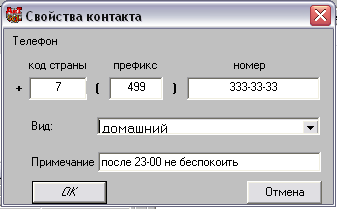 Свойства контакта
Телефон
код страны префикс номер
+ 7 ( 499 ) 333-33-33
Вид: домашний
Примечание после 23-00 не беспокоить
OK Отмена